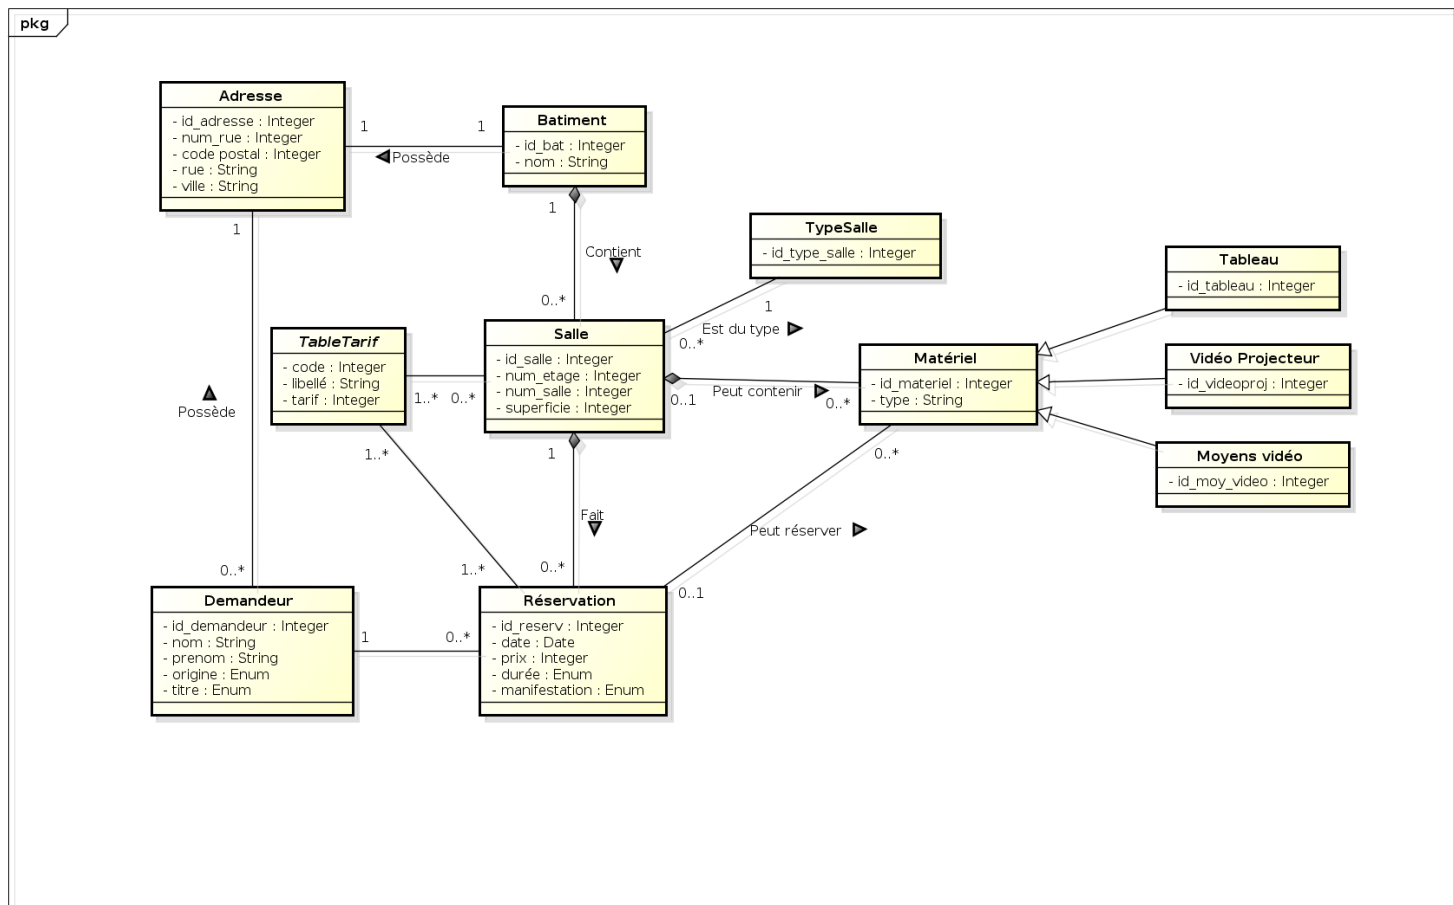 pkg
Adresse
- id_adresse : Integer
- num_rue : Integer
- code postal : Integer
- rue : String
- ville : String
1
1
Possède
Batiment
- id_bat : Integer
- nom : String
1
1
Contient
0..*
TypeSalle
- id_type_salle : Integer
1
Est du type
0..*
Tableau
- id_tableau : Integer
TableTarif
- code : Integer
- libellé : String
- tarif : Integer
1..*
0..*
Salle
- id_salle : Integer
- num_etage : Integer
- num_salle : Integer
- superficie : Integer
0..1
Peut contenir
0..*
Matériel
- id_materiel : Integer
- type : String
Vidéo Projecteur
- id_videoproj : Integer
Moyens vidéo
- id_moy_video : Integer
Possède
1..*
1
0..*
Fait
Peut réserver
0..*
1..*
0..*
0..1
Demandeur
- id_demandeur : Integer
- nom : String
- prenom : String
- origine : Enum
- titre : Enum
1
0..*
Réservation
- id_reserv : Integer
- date : Date
- prix : Integer
- durée : Enum
- manifestation : Enum